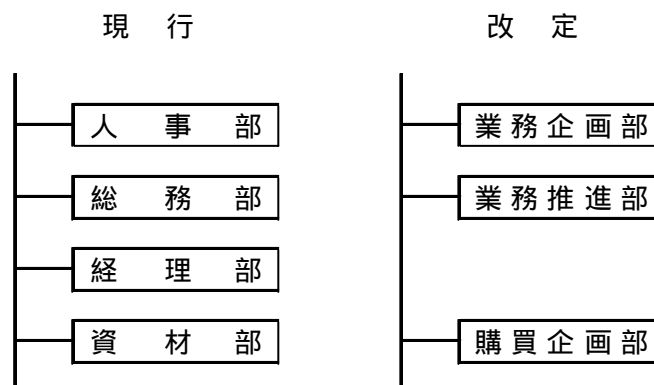 現行
改定
人事部
業務企画部
総務部
業務推進部
経理部
資材部
購買企画部